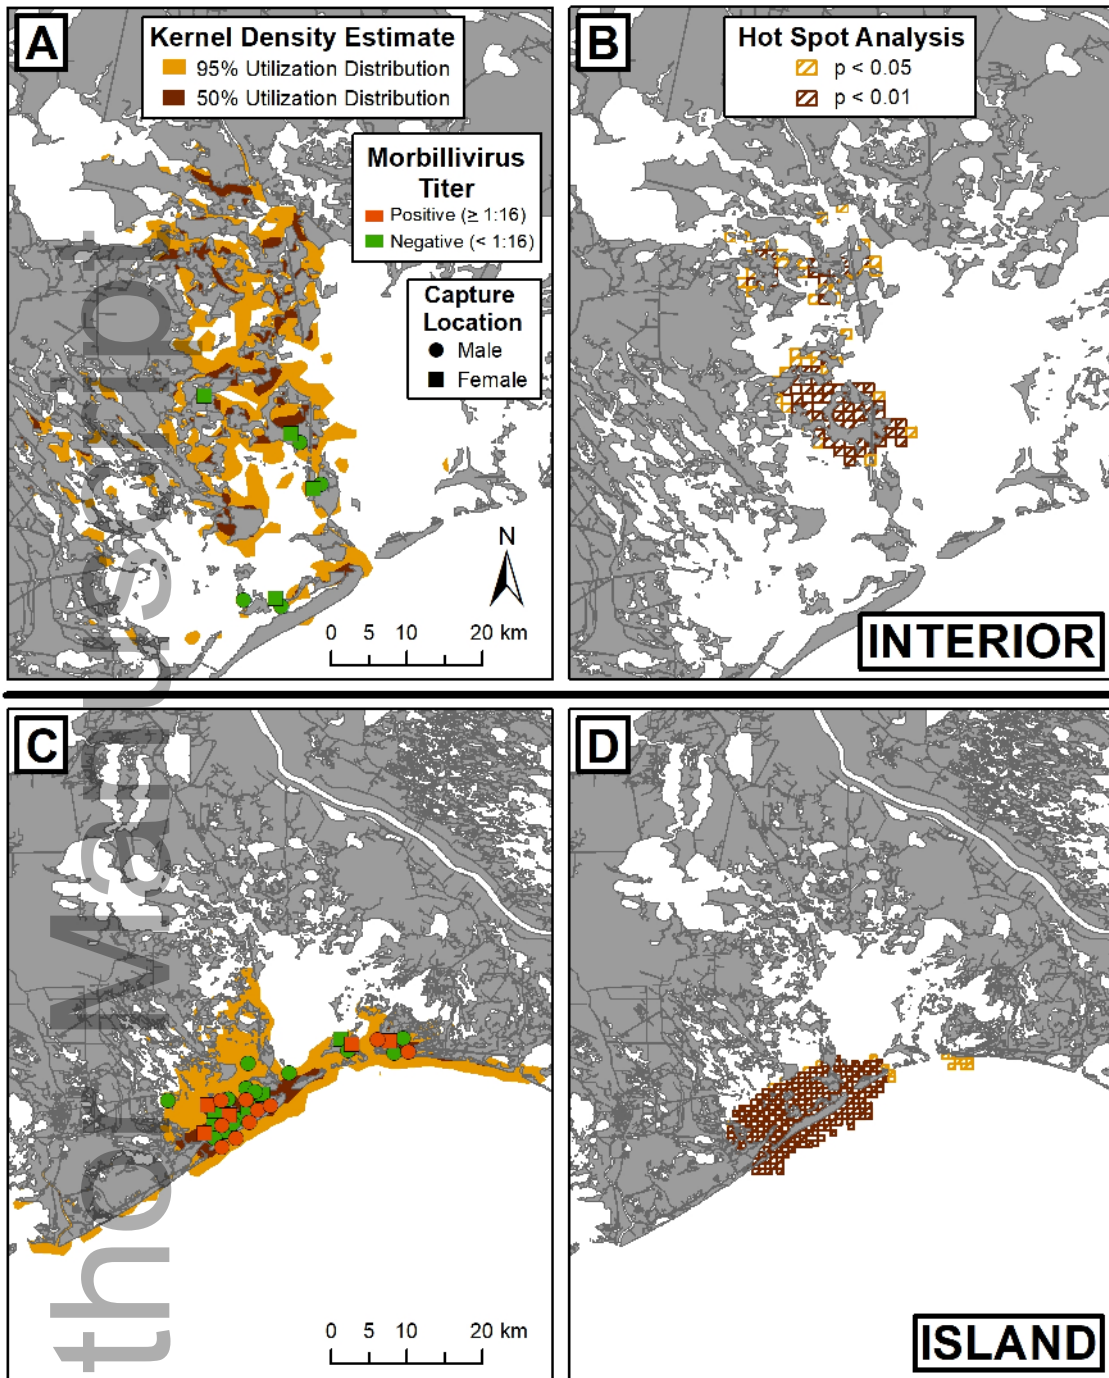 A
Kernel Density Estimate
95% Utilization Distribution
50% Utilization Distribution
Morbillivirus
Titer
Positive (≥ 1:16)
Negative (< 1:16)
Capture
Location
Male
Female
N
0 5 10 20 km
B
Hot Spot Analysis
p < 0.05
p < 0.01
INTERIOR
C
0 5 10 20 km
D
ISLAND
thor Manuscript